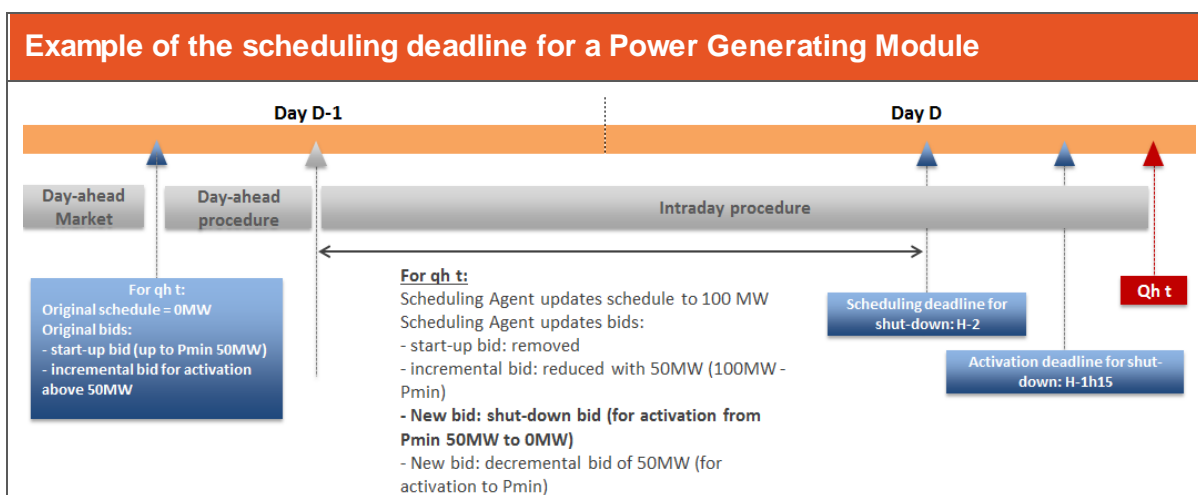 Example of the scheduling deadline for a Power Generating Module
Day D-1
Day D
Day-ahead
Market
Day-ahead
procedure
Intraday procedure
For qh t:
Original schedule = 0MW
Original bids:
- start-up bid (up to Pmin 50MW)
- incremental bid for activation
above 50MW
For qh t:
Scheduling Agent updates schedule to 100 MW
Scheduling Agent updates bids:
- start-up bid: removed
- incremental bid: reduced with 50MW (100MW -
Pmin)
- New bid: shut-down bid (for activation from
Pmin 50MW to 0MW)
- New bid: decremental bid of 50MW (for
activation to Pmin)
Scheduling deadline for
shut-down: H-2
Activation deadline for shut-
down: H-1h15
Qh t